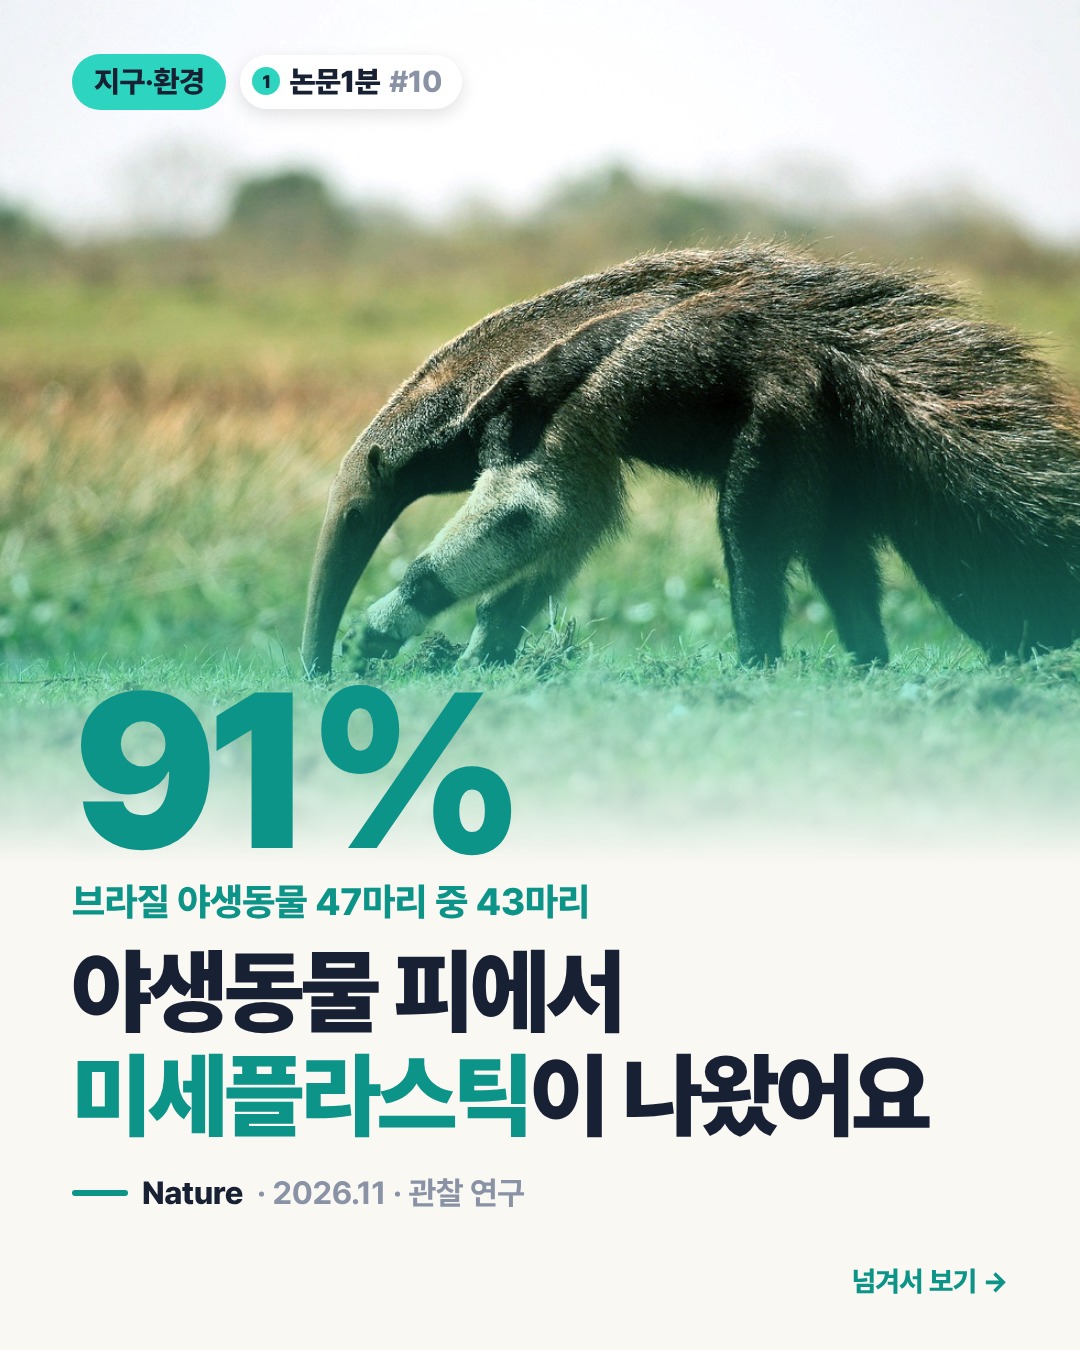 지구·환경
1 논문1분 #10
91%
브라질 야생동물 47마리 중 43마리
야생동물 피에서
미세플라스틱이 나왔어요
Nature · 2026.11 · 관찰 연구
넘겨서 보기 →